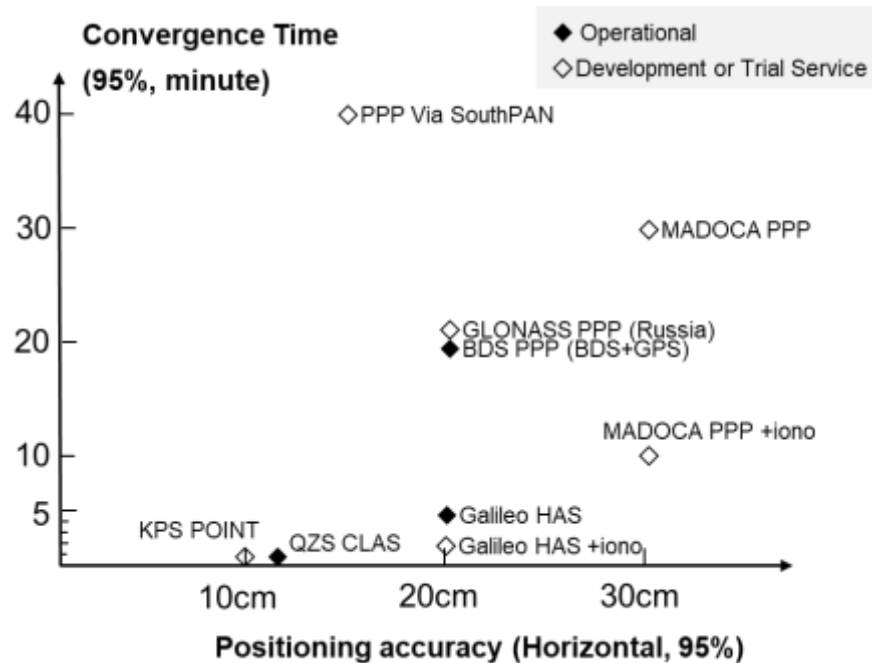 Convergence Time
(95%, minute)
◆ Operational
◇ Development or Trial Service
40
PPP Via SouthPAN
30
MADOCA PPP
GLONASS PPP (Russia)
20
BDS PPP (BDS+GPS)
MADOCA PPP +iono
10
5
Galileo HAS
KPS POINT
QZS CLAS
Galileo HAS +iono
10cm
20cm
30cm
Positioning accuracy (Horizontal, 95%)